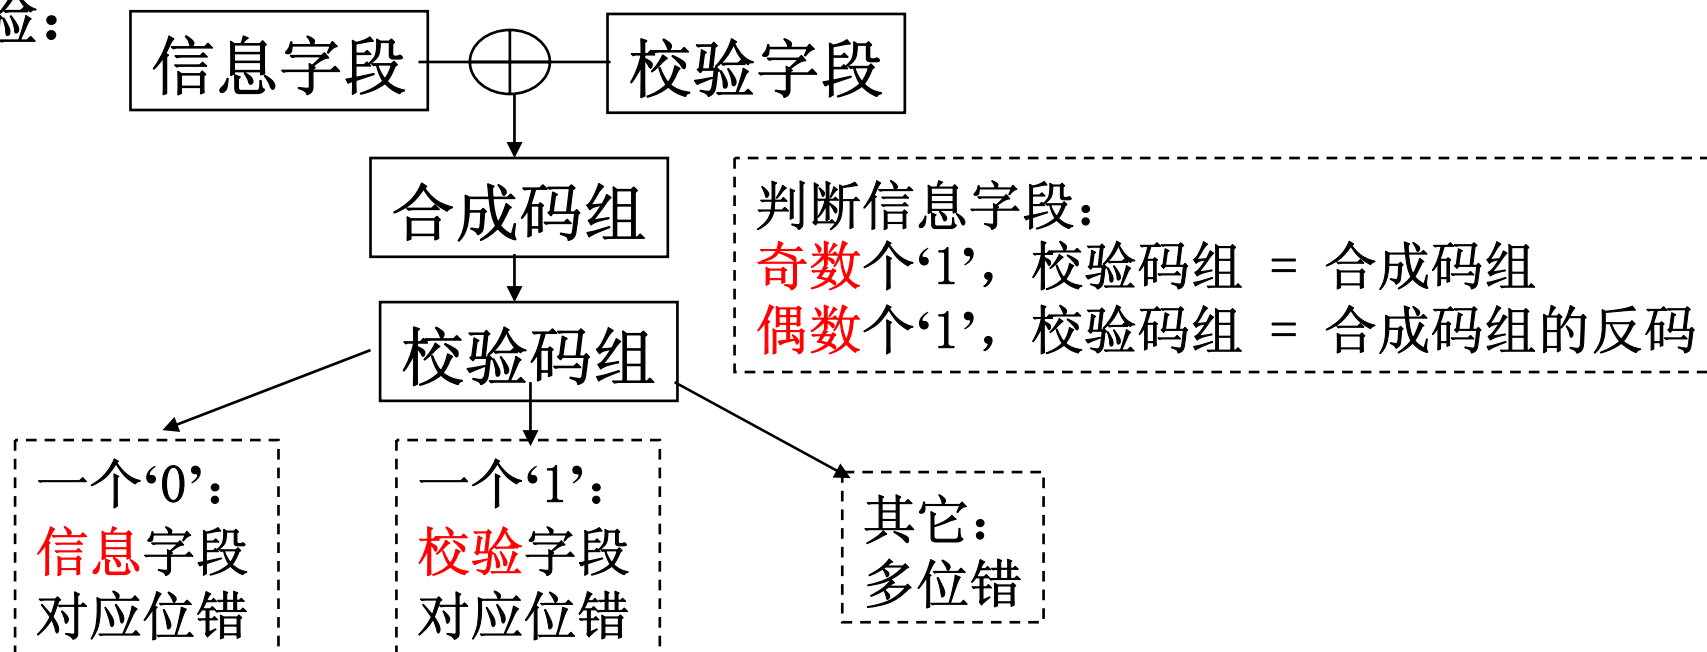 验：
信息字段
校验字段
合成码组
判断信息字段：
奇数个‘1’，校验码组 = 合成码组
偶数个‘1’，校验码组 = 合成码组的反码
校验码组
一个‘0’：
信息字段
对应位错
一个‘1’：
校验字段
对应位错
其它：
多位错